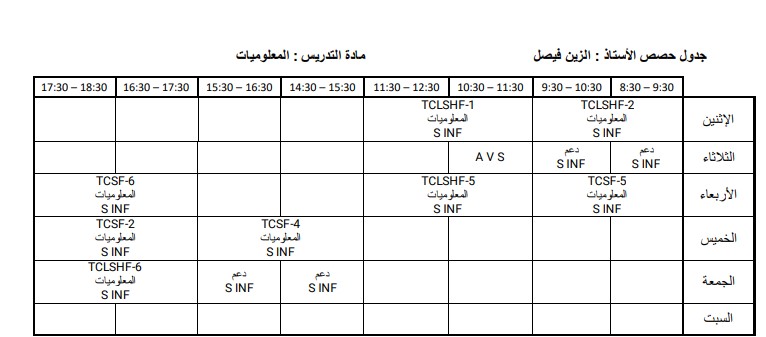 جدول حصص الأستاذ : الزين فيصل
مادة التدريس : المعلوميات
8:30 – 9:30
9:30 – 10:30
10:30 – 11:30
11:30 – 12:30
14:30 – 15:30
15:30 – 16:30
16:30 – 17:30
17:30 – 18:30
الإثنين
TCLSHF-2
المعلوميات
S INF
TCLSHF-1
المعلوميات
S INF
الثلاثاء
دعم
S INF
دعم
S INF
A V S
الأربعاء
TCSF-5
المعلوميات
S INF
TCLSHF-5
المعلوميات
S INF
TCSF-6
المعلوميات
S INF
الخميس
TCSF-4
المعلوميات
S INF
TCSF-2
المعلوميات
S INF
الجمعة
دعم
S INF
دعم
S INF
TCLSHF-6
المعلوميات
S INF
السبت